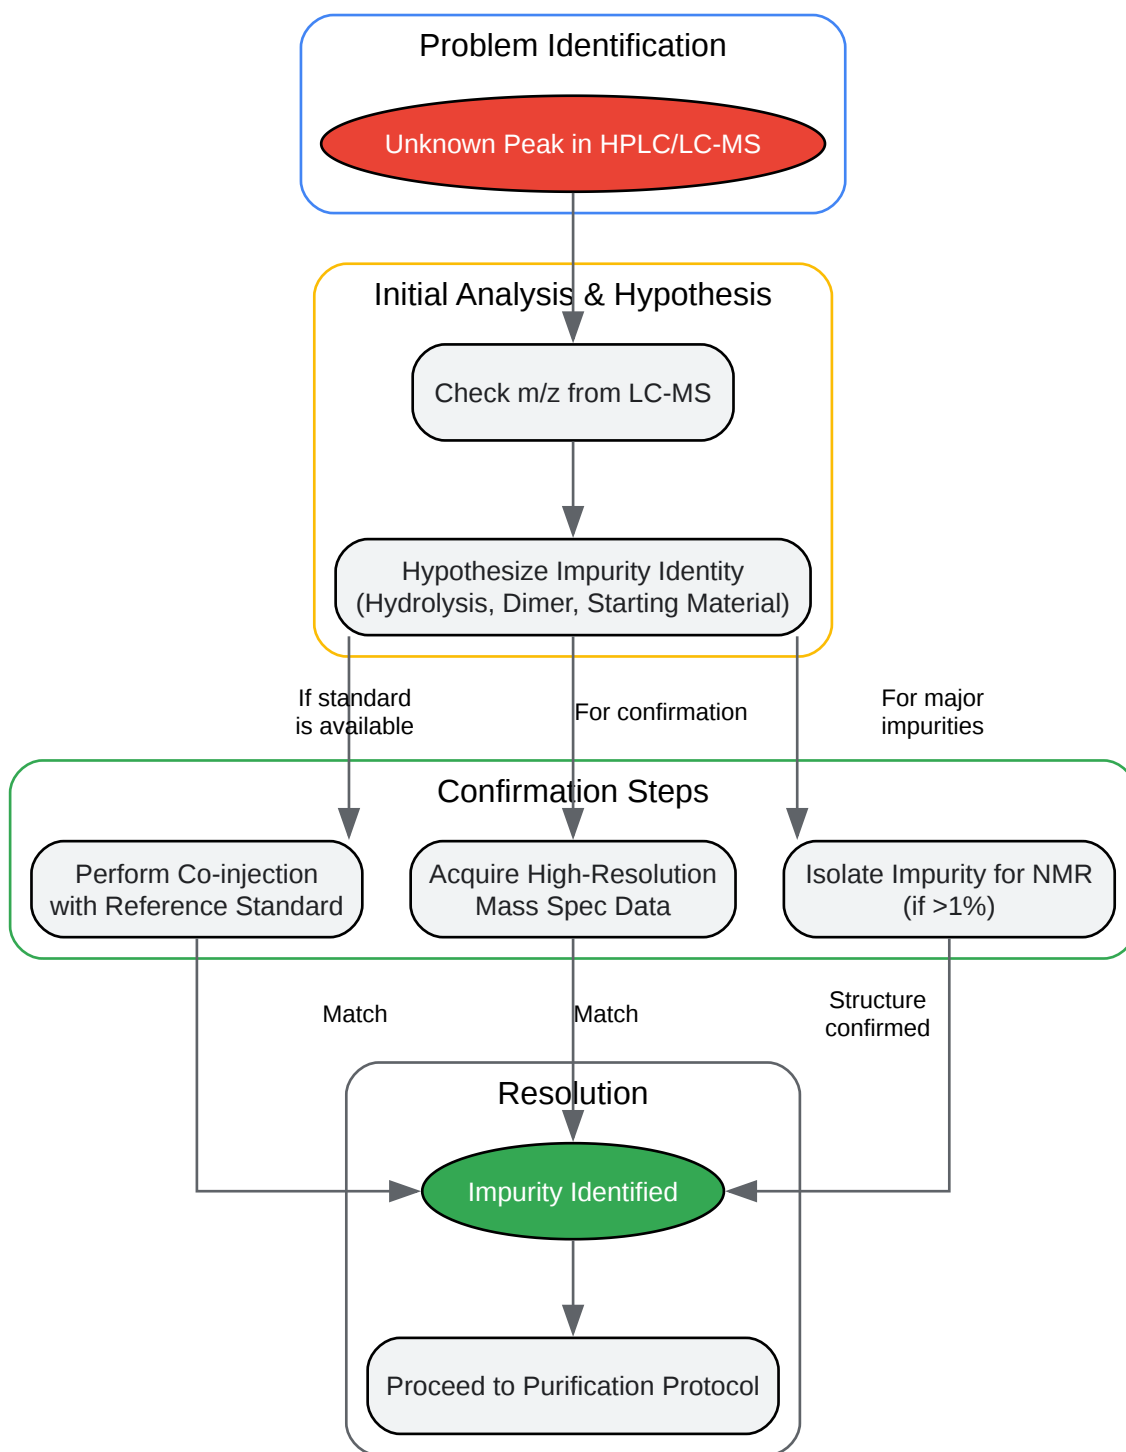 Problem Identification
Unknown Peak in HPLC/LC-MS
Initial Analysis & Hypothesis
Check m/z from LC-MS
Hypothesize Impurity Identity
(Hydrolysis, Dimer, Starting Material)
If standard
is available
For confirmation
For major
impurities
Confirmation Steps
Perform Co-injection
with Reference Standard
Acquire High-Resolution
Mass Spec Data
Isolate Impurity for NMR
(if >1%)
Match
Match
Structure
confirmed
Resolution
Impurity Identified
Proceed to Purification Protocol